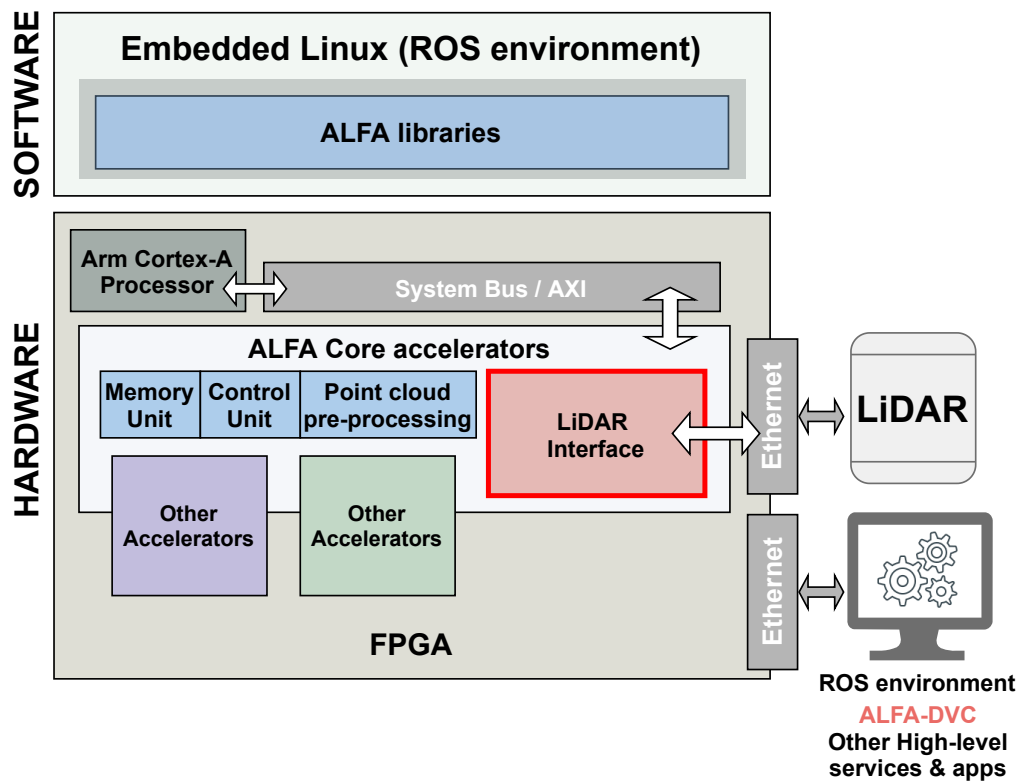 SOFTWARE
Embedded Linux (ROS environment)
ALFA libraries
HARDWARE
Arm Cortex-A
Processor
System Bus / AXI
ALFA Core accelerators
Memory
Unit
Control
Unit
Point cloud
pre-processing
LiDAR
Interface
Ethernet
LiDAR
Other
Accelerators
Other
Accelerators
Ethernet
FPGA
ROS environment
ALFA-DVC
Other High-level
services & apps